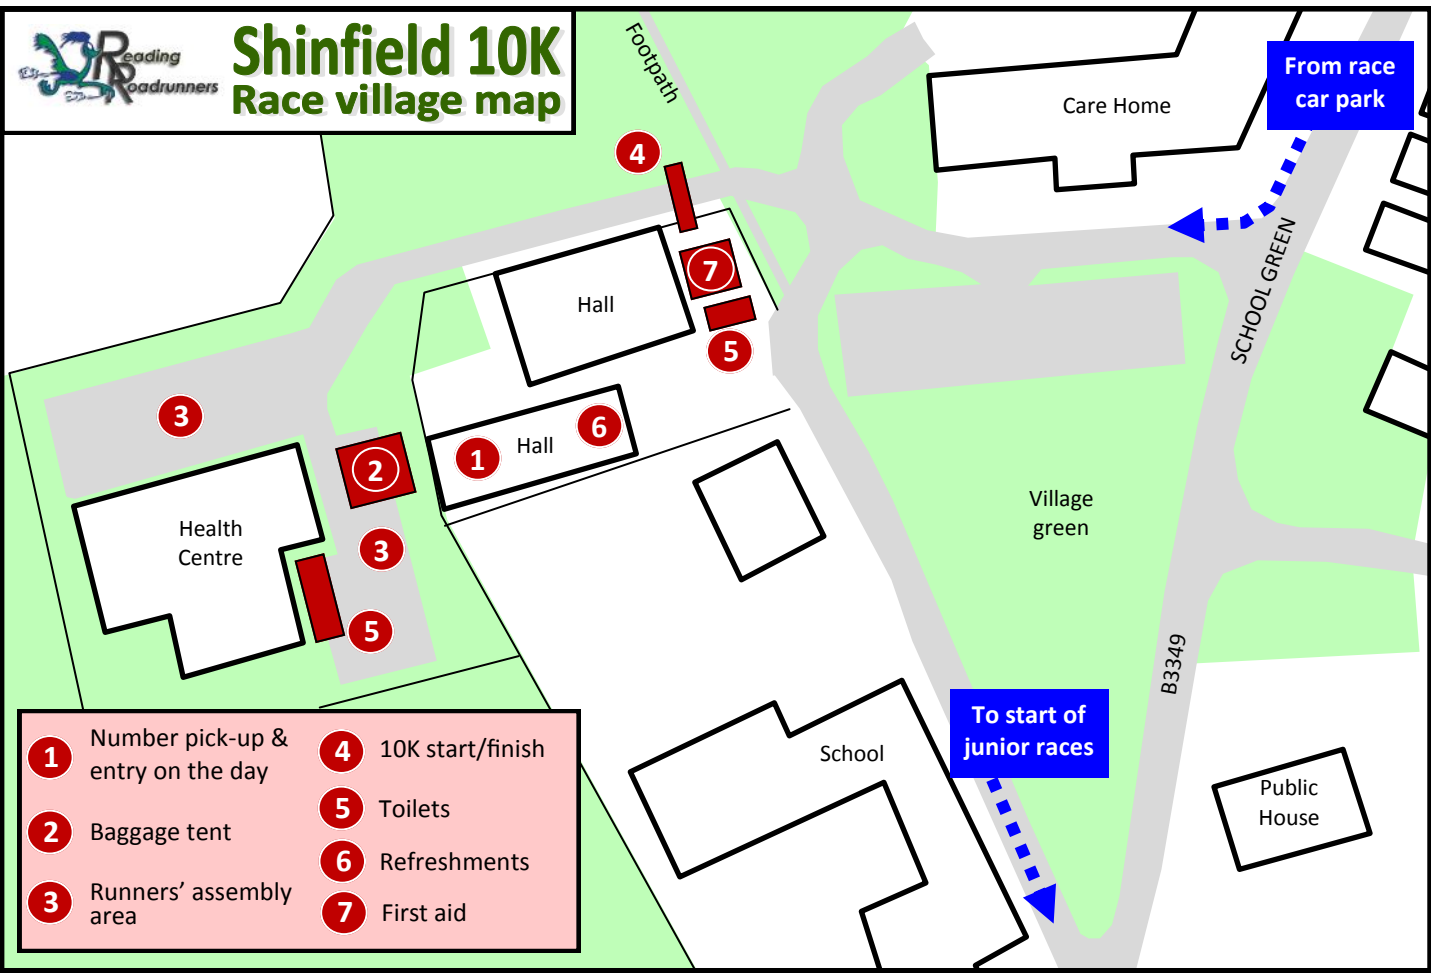 Reading
Roadrunners
Shinfield 10K
Race village map
Footpath
Care Home
From race
car park
4
7
Hall
5
SCHOOL GREEN
3
6
1
Hall
2
Village
green
Health
Centre
3
5
B3349
To start of
junior races
School
Public
House
1 Number pick-up &
entry on the day
2 Baggage tent
3 Runners’ assembly
area
4 10K start/finish
5 Toilets
6 Refreshments
7 First aid